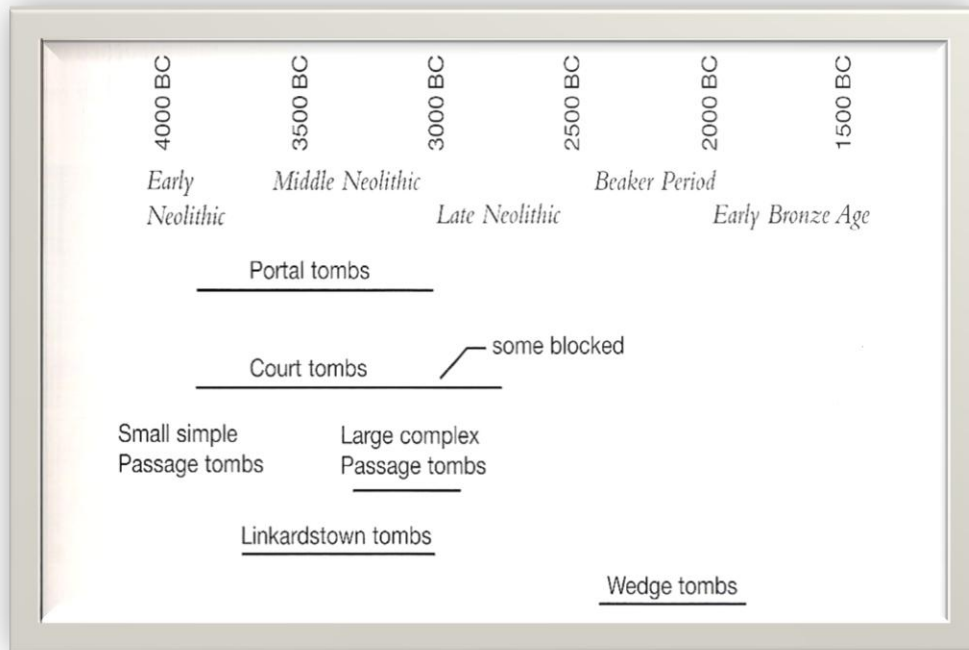 4000 BC
3500 BC
3000 BC
2500 BC
2000 BC
1500 BC
Early
Neolithic
Middle Neolithic
Late Neolithic
Beaker Period
Early Bronze Age
Portal tombs
some blocked
Court tombs
Small simple
Passage tombs
Large complex
Passage tombs
Linkardstown tombs
Wedge tombs